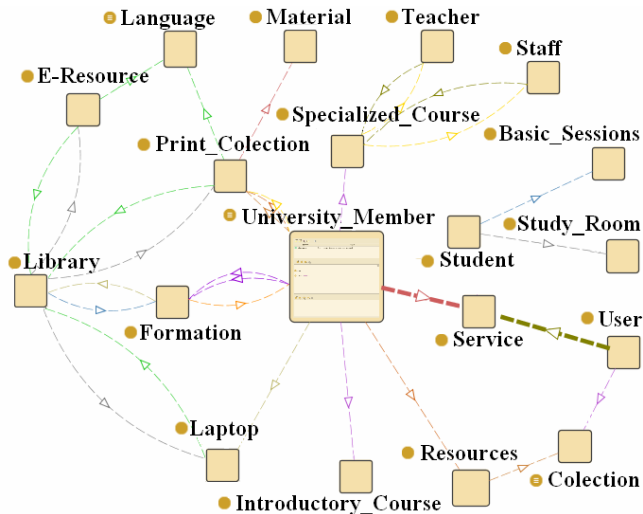 Language
Material
Teacher
Staff
E-Resource
Specialized_Course
Basic_Sessions
Print_Colection
University_Member
Study_Room
Library
Student
User
Formation
Service
Laptop
Resources
Colection
Introductory_Course